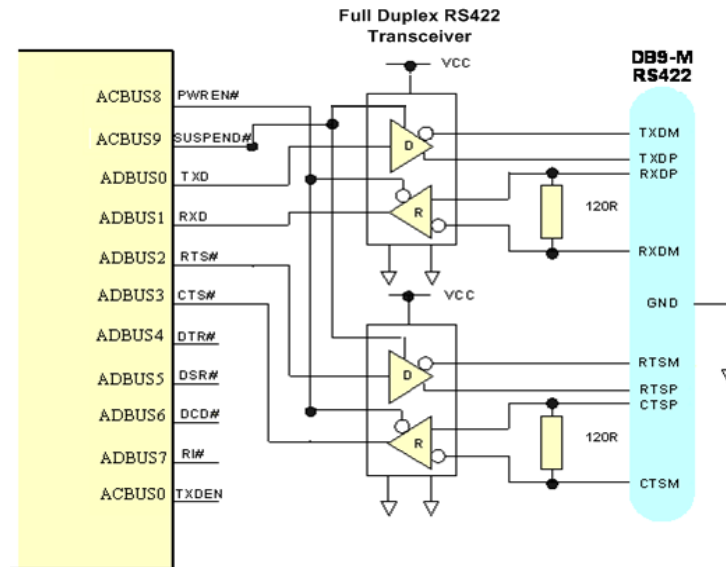 Full Duplex RS422
Transceiver
DB9-M
RS422
VCC
ACBUS8 PWREN#
ACBUS9 SUSPEND#
ADBUS0 TXD
ADBUS1 RXD
ADBUS2 RTS#
ADBUS3 CTS#
ADBUS4 DTR#
ADBUS5 DSR#
ADBUS6 DCD#
ADBUS7 RI#
ACBUS0 TXDEN
D
R
TXDM
TXDP
RXDP
120R
RXDM
GND
VCC
D
R
RTSM
RTSP
CTSP
120R
CTSM